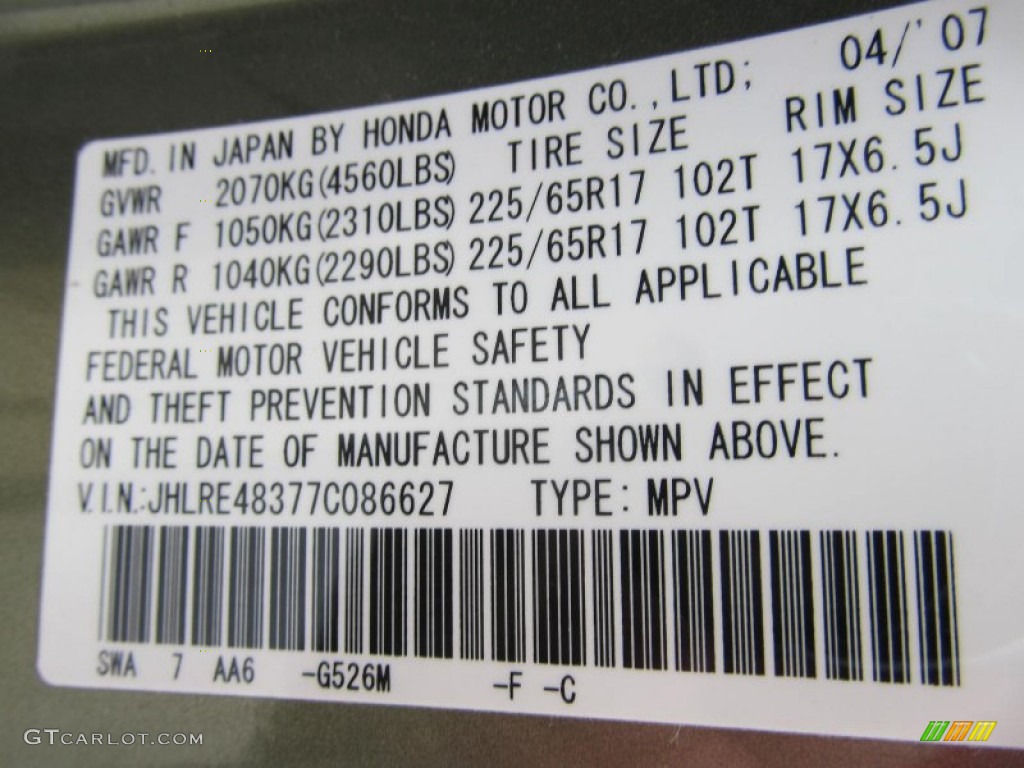 MFD. IN JAPAN BY HONDA MOTOR CO., LTD; 04/'07
GVWR 2070KG(4560LBS) TIRE SIZE RIM SIZE
GAWR F 1050KG(2310LBS) 225/65R17 102T 17X6.5J
GAWR R 1040KG(2290LBS) 225/65R17 102T 17X6.5J
THIS VEHICLE CONFORMS TO ALL APPLICABLE
FEDERAL MOTOR VEHICLE SAFETY
AND THEFT PREVENTION STANDARDS IN EFFECT
ON THE DATE OF MANUFACTURE SHOWN ABOVE.
V.I.N.:JHLRE48377C086627 TYPE: MPV
SWA 7 AA6 -G526M -F -C
GTCARLOT.COM